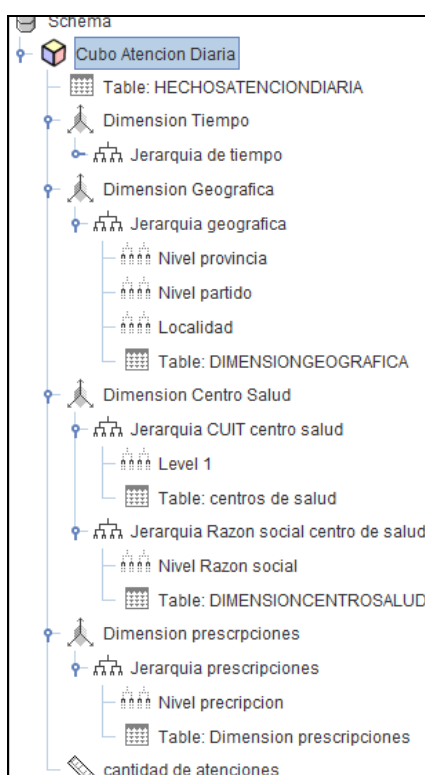 Schema
Cubo Atencion Diaria
Table: HECHOSATENCIONDIARIA
Dimension Tiempo
Jerarquia de tiempo
Dimension Geografica
Jerarquia geografica
Nivel provincia
Nivel partido
Localidad
Table: DIMENSIONGEOGRAFICA
Dimension Centro Salud
Jerarquia CUIT centro salud
Level 1
Table: centros de salud
Jerarquia Razon social centro de salud
Nivel Razon social
Table: DIMENSIONCENTROSALUD
Dimension prescrpciones
Jerarquia prescripciones
Nivel precripcion
Table: Dimension prescripciones
cantidad de atenciones